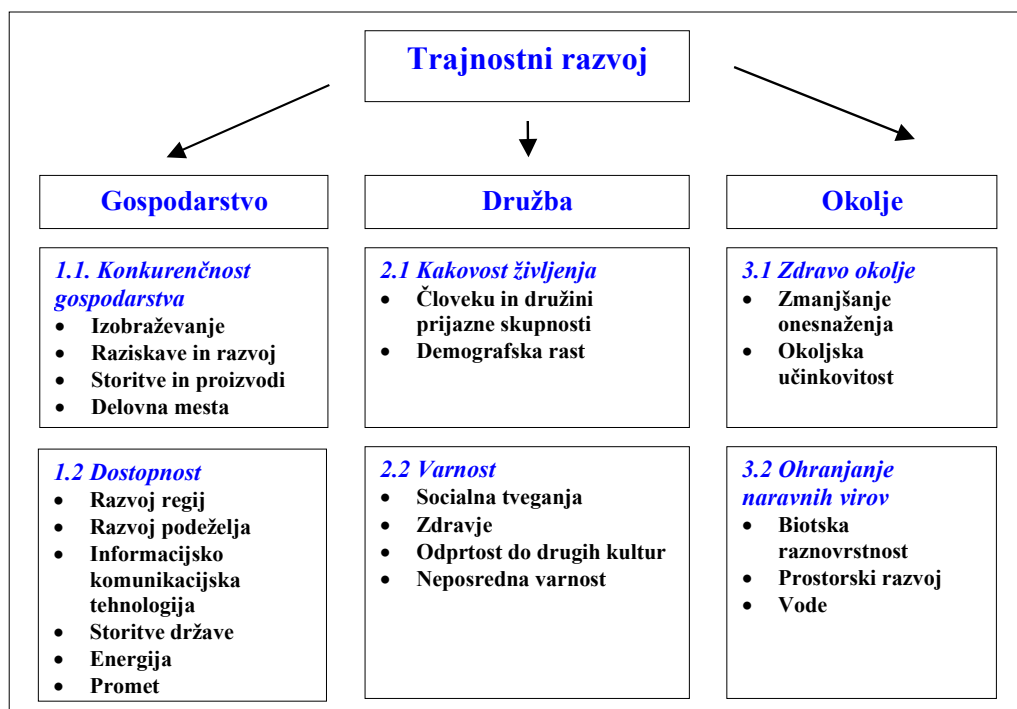 Trajnostni razvoj
Gospodarstvo
Družba
Okolje
1.1. Konkurenčnost
gospodarstva
• Izobraževanje
• Raziskave in razvoj
• Storitve in proizvodi
• Delovna mesta
2.1 Kakovost življenja
• Človeku in družini
prijazne skupnosti
• Demografska rast
3.1 Zdravo okolje
• Zmanjšanje
onesnaženja
• Okoljska
učinkovitost
1.2 Dostopnost
• Razvoj regij
• Razvoj podeželja
• Informacijsko
komunikacijska
tehnologija
• Storitve države
• Energija
• Promet
2.2 Varnost
• Socialna tveganja
• Zdravje
• Odprtost do drugih kultur
• Neposredna varnost
3.2 Ohranjanje
naravnih virov
• Biotska
raznovrstnost
• Prostorski razvoj
• Vode